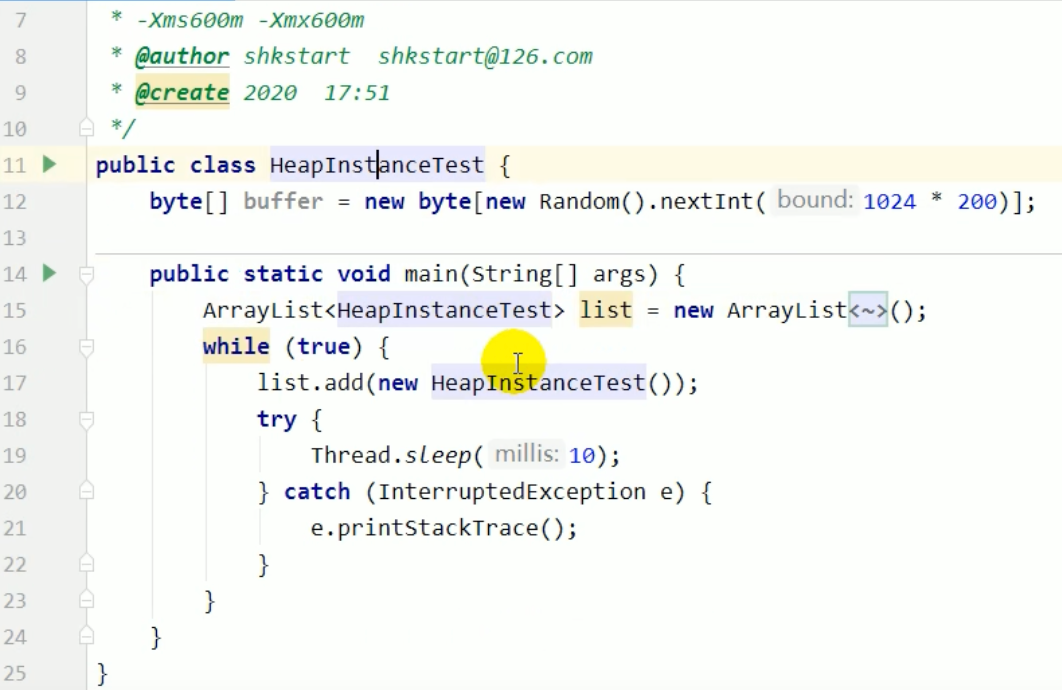 7 * -Xms600m -Xmx600m
8 * @author shkstart  shkstart@126.com
9 * @create 2020  17:51
10 */
11 public class HeapInstanceTest {
12 byte[] buffer = new byte[new Random().nextInt( bound: 1024 * 200)];
13
14 public static void main(String[] args) {
15 ArrayList<HeapInstanceTest> list = new ArrayList<~>();
16 while (true) {
17 list.add(new HeapInstanceTest());
18 try {
19 Thread.sleep( millis: 10);
20 } catch (InterruptedException e) {
21 e.printStackTrace();
22 }
23 }
24 }
25 }